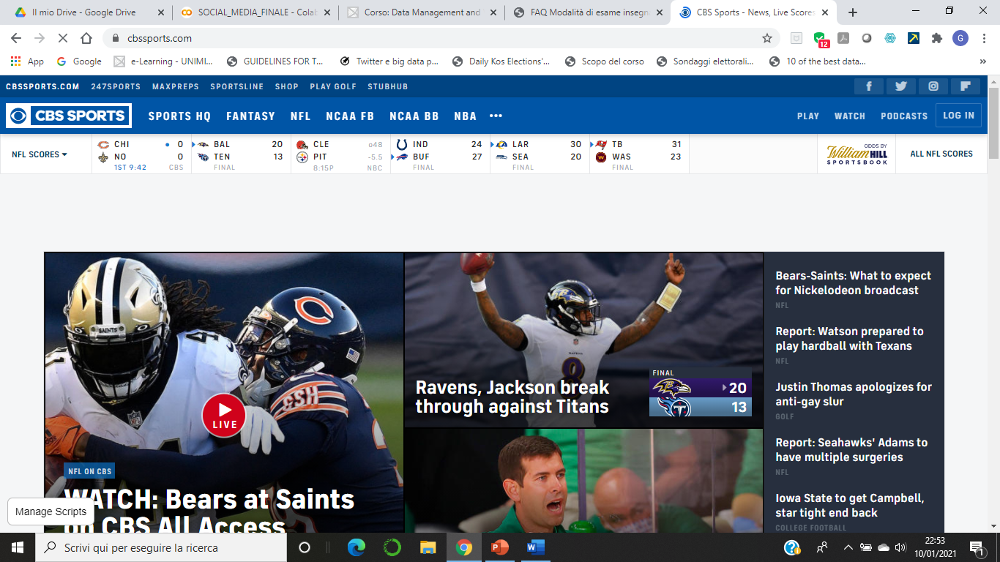 Il mio Drive - Google Drive
SOCIAL_MEDIA_FINALE - Colab
Corso: Data Management and
FAQ Modalità di esame insegn
CBS Sports - News, Live Scores
cbssports.com
12
G
App
Google
e-Learning - UNIMI...
GUIDELINES FOR T...
Twitter e big data p...
Daily Kos Elections'...
Scopo del corso
Sondaggi elettorali...
10 of the best data...
»
CBSSPORTS.COM 247SPORTS MAXPREPS SPORTSLINE SHOP PLAY GOLF STUBHUB
CBS SPORTS
SPORTS HQ FANTASY NFL NCAA FB NCAA BB NBA •••
PLAY WATCH PODCASTS LOG IN
NFL SCORES
CHI 0
NO 0
1ST 9:42 CBS
BAL 20
TEN 13
FINAL
CLE o48
PIT -5.5
8:15P NBC
IND 24
BUF 27
FINAL
LAR 30
SEA 20
FINAL
TB 31
WAS 23
FINAL
ODDS BY
William HILL
SPORTSBOOK
ALL NFL SCORES
SAINTS
GSH
LIVE
NFL ON CBS
WATCH: Bears at Saints
on CBS All Access
Manage Scripts
Ravens, Jackson break
through against Titans
FINAL
20
13
Bears-Saints: What to expect
for Nickelodeon broadcast
NFL
Report: Watson prepared to
play hardball with Texans
NFL
Justin Thomas apologizes for
anti-gay slur
GOLF
Report: Seahawks' Adams to
have multiple surgeries
NFL
Iowa State to get Campbell,
star tight end back
COLLEGE FOOTBALL
Scrivi qui per eseguire la ricerca
22:53
10/01/2021
1